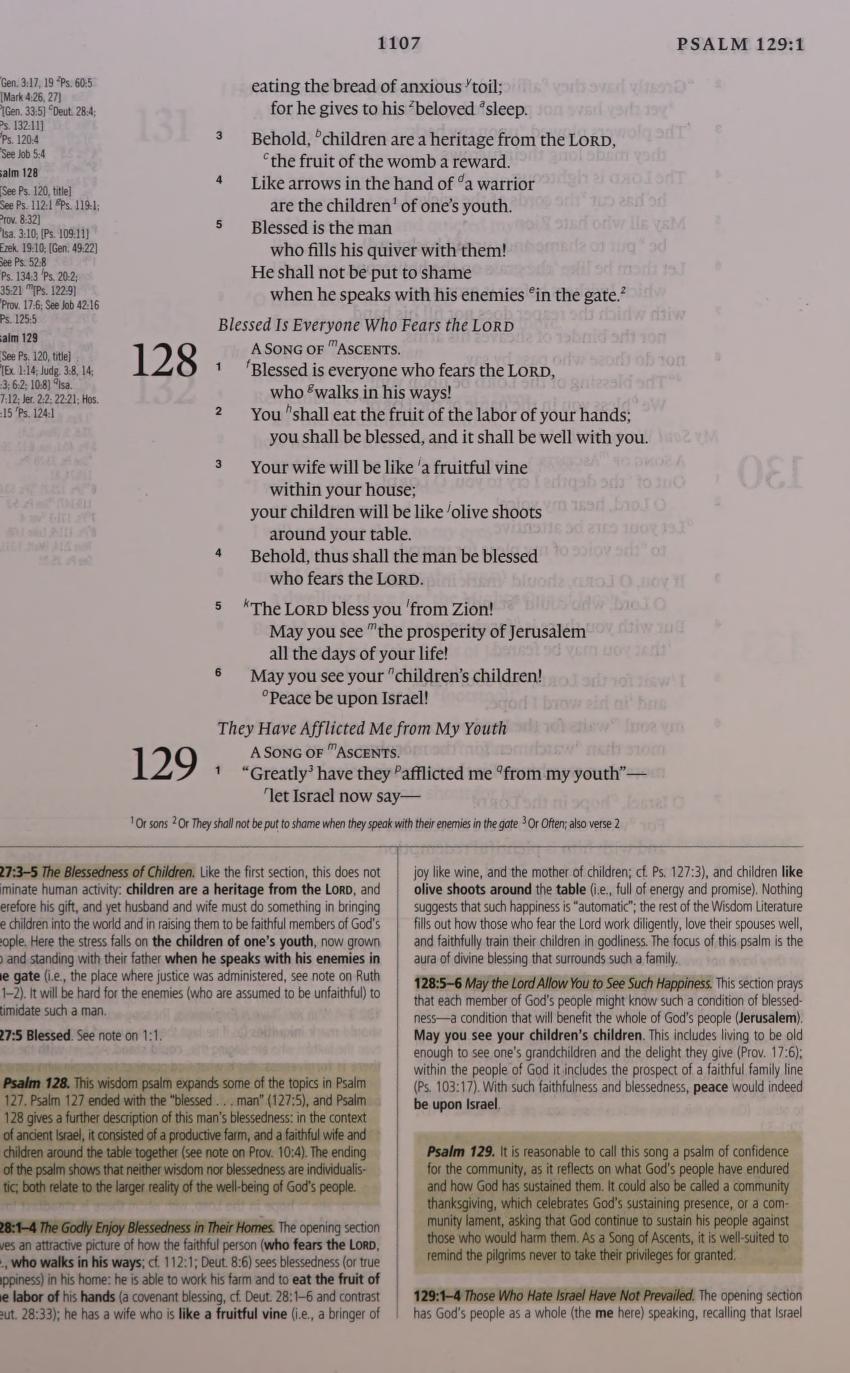 1107
PSALM 129:1
Gen. 3:17, 19 ᶻPs. 60:5
[Mark 4:26, 27]
[Gen. 33:5] ᶜDeut. 28:4;
Ps. 132:11]
Ps. 120:4
See Job 5:4
alm 128
[See Ps. 120, title]
See Ps. 112:1 ᵍPs. 119:1;
Prov. 8:32]
Isa. 3:10; [Ps. 109:11]
Ezek. 19:10; [Gen. 49:22]
See Ps. 52:8
Ps. 134:3 ˡPs. 20:2;
35:21 ᵐ[Ps. 122:9]
Prov. 17:6; See Job 42:16
Ps. 125:5
alm 129
[See Ps. 120, title]
[Ex. 1:14; Judg. 3:8, 14;
:3; 6:2; 10:8] ᵠIsa.
7:12; Jer. 2:2; 22:21; Hos.
:15 ʳPs. 124:1
eating the bread of anxious ʸtoil;
for he gives to his ᶻbeloved ᵃsleep.
3 Behold, ᵇchildren are a heritage from the LORD,
ᶜthe fruit of the womb a reward.
4 Like arrows in the hand of ᵈa warrior
are the children¹ of one's youth.
5 Blessed is the man
who fills his quiver with them!
He shall not be put to shame
when he speaks with his enemies ᵉin the gate.²
Blessed Is Everyone Who Fears the LORD
128 A SONG OF ᵐASCENTS.
1 ᶠBlessed is everyone who fears the LORD,
who ᵍwalks in his ways!
2 You ʰshall eat the fruit of the labor of your hands;
you shall be blessed, and it shall be well with you.
3 Your wife will be like ⁱa fruitful vine
within your house;
your children will be like ʲolive shoots
around your table.
4 Behold, thus shall the man be blessed
who fears the LORD.
5 ᵏThe LORD bless you ˡfrom Zion!
May you see ᵐthe prosperity of Jerusalem
all the days of your life!
6 May you see your ⁿchildren's children!
ᵒPeace be upon Israel!
They Have Afflicted Me from My Youth
129 A SONG OF ᵐASCENTS.
1 “Greatly³ have they ᵖafflicted me ᵠfrom my youth”—
ʳlet Israel now say—
¹Or sons ²Or They shall not be put to shame when they speak with their enemies in the gate ³Or Often; also verse 2
27:3–5 The Blessedness of Children. Like the first section, this does not
iminate human activity: children are a heritage from the LORD, and
erefore his gift, and yet husband and wife must do something in bringing
e children into the world and in raising them to be faithful members of God's
eople. Here the stress falls on the children of one's youth, now grown
and standing with their father when he speaks with his enemies in
e gate (i.e., the place where justice was administered, see note on Ruth
1–2). It will be hard for the enemies (who are assumed to be unfaithful) to
timidate such a man.
27:5 Blessed. See note on 1:1.
Psalm 128. This wisdom psalm expands some of the topics in Psalm
127. Psalm 127 ended with the “blessed . . . man” (127:5), and Psalm
128 gives a further description of this man's blessedness: in the context
of ancient Israel, it consisted of a productive farm, and a faithful wife and
children around the table together (see note on Prov. 10:4). The ending
of the psalm shows that neither wisdom nor blessedness are individualis-
tic; both relate to the larger reality of the well-being of God's people.
28:1–4 The Godly Enjoy Blessedness in Their Homes. The opening section
ves an attractive picture of how the faithful person (who fears the LORD,
., who walks in his ways; cf. 112:1; Deut. 8:6) sees blessedness (or true
appiness) in his home: he is able to work his farm and to eat the fruit of
e labor of his hands (a covenant blessing, cf. Deut. 28:1–6 and contrast
eut. 28:33); he has a wife who is like a fruitful vine (i.e., a bringer of
joy like wine, and the mother of children; cf. Ps. 127:3), and children like
olive shoots around the table (i.e., full of energy and promise). Nothing
suggests that such happiness is “automatic”; the rest of the Wisdom Literature
fills out how those who fear the Lord work diligently, love their spouses well,
and faithfully train their children in godliness. The focus of this psalm is the
aura of divine blessing that surrounds such a family.
128:5–6 May the Lord Allow You to See Such Happiness. This section prays
that each member of God's people might know such a condition of blessed-
ness—a condition that will benefit the whole of God's people (Jerusalem).
May you see your children's children. This includes living to be old
enough to see one's grandchildren and the delight they give (Prov. 17:6);
within the people of God it includes the prospect of a faithful family line
(Ps. 103:17). With such faithfulness and blessedness, peace would indeed
be upon Israel.
Psalm 129. It is reasonable to call this song a psalm of confidence
for the community, as it reflects on what God's people have endured
and how God has sustained them. It could also be called a community
thanksgiving, which celebrates God's sustaining presence, or a com-
munity lament, asking that God continue to sustain his people against
those who would harm them. As a Song of Ascents, it is well-suited to
remind the pilgrims never to take their privileges for granted.
129:1–4 Those Who Hate Israel Have Not Prevailed. The opening section
has God's people as a whole (the me here) speaking, recalling that Israel